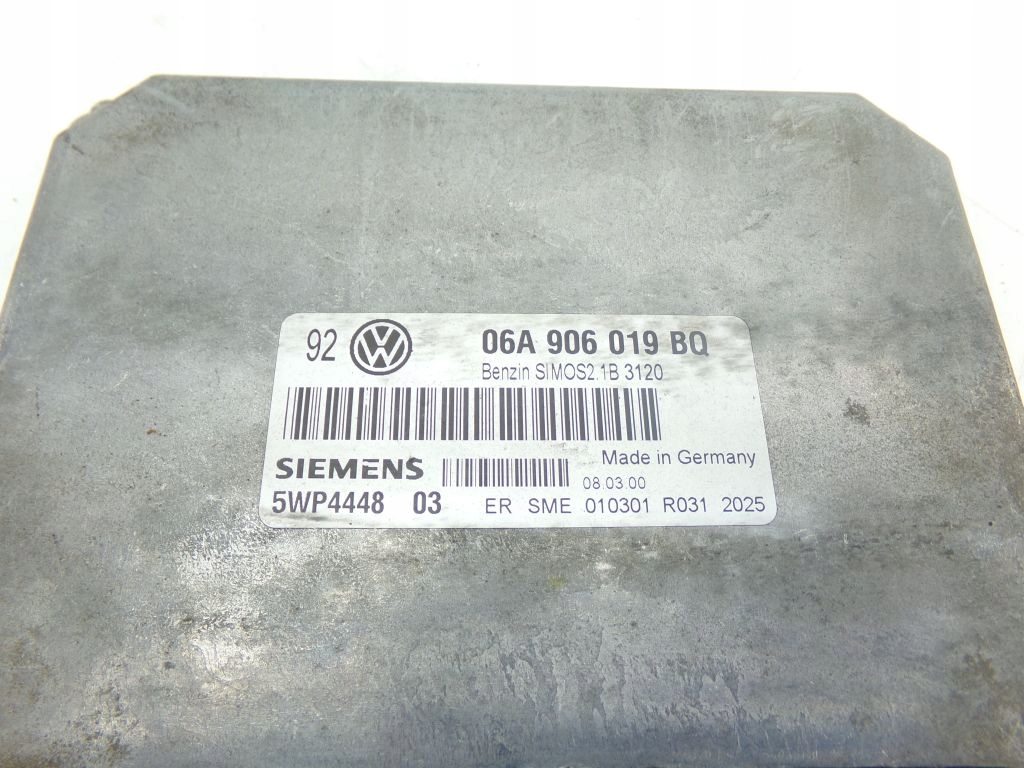 92 VW 06A 906 019 BQ
Benzin SIMOS2.1B 3120
SIEMENS Made in Germany
08.03.00
5WP4448 03 ER SME 010301 R031 2025